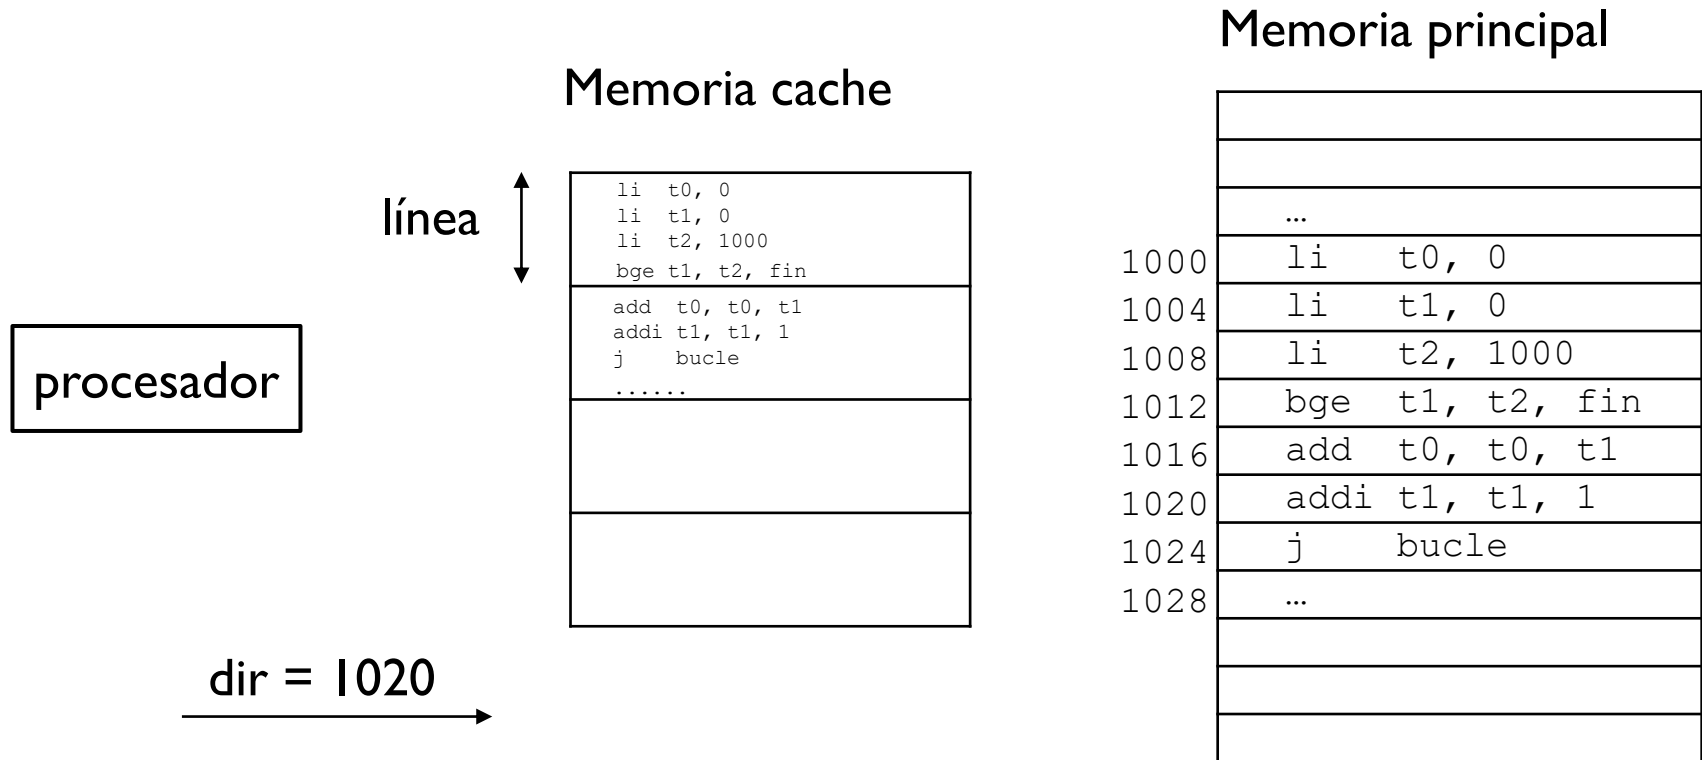 Memoria principal
Memoria cache
línea
li t0, 0
li t1, 0
li t2, 1000
bge t1, t2, fin
add t0, t0, t1
addi t1, t1, 1
j bucle
......
procesador
dir = 1020
…
1000 li t0, 0
1004 li t1, 0
1008 li t2, 1000
1012 bge t1, t2, fin
1016 add t0, t0, t1
1020 addi t1, t1, 1
1024 j bucle
1028 …